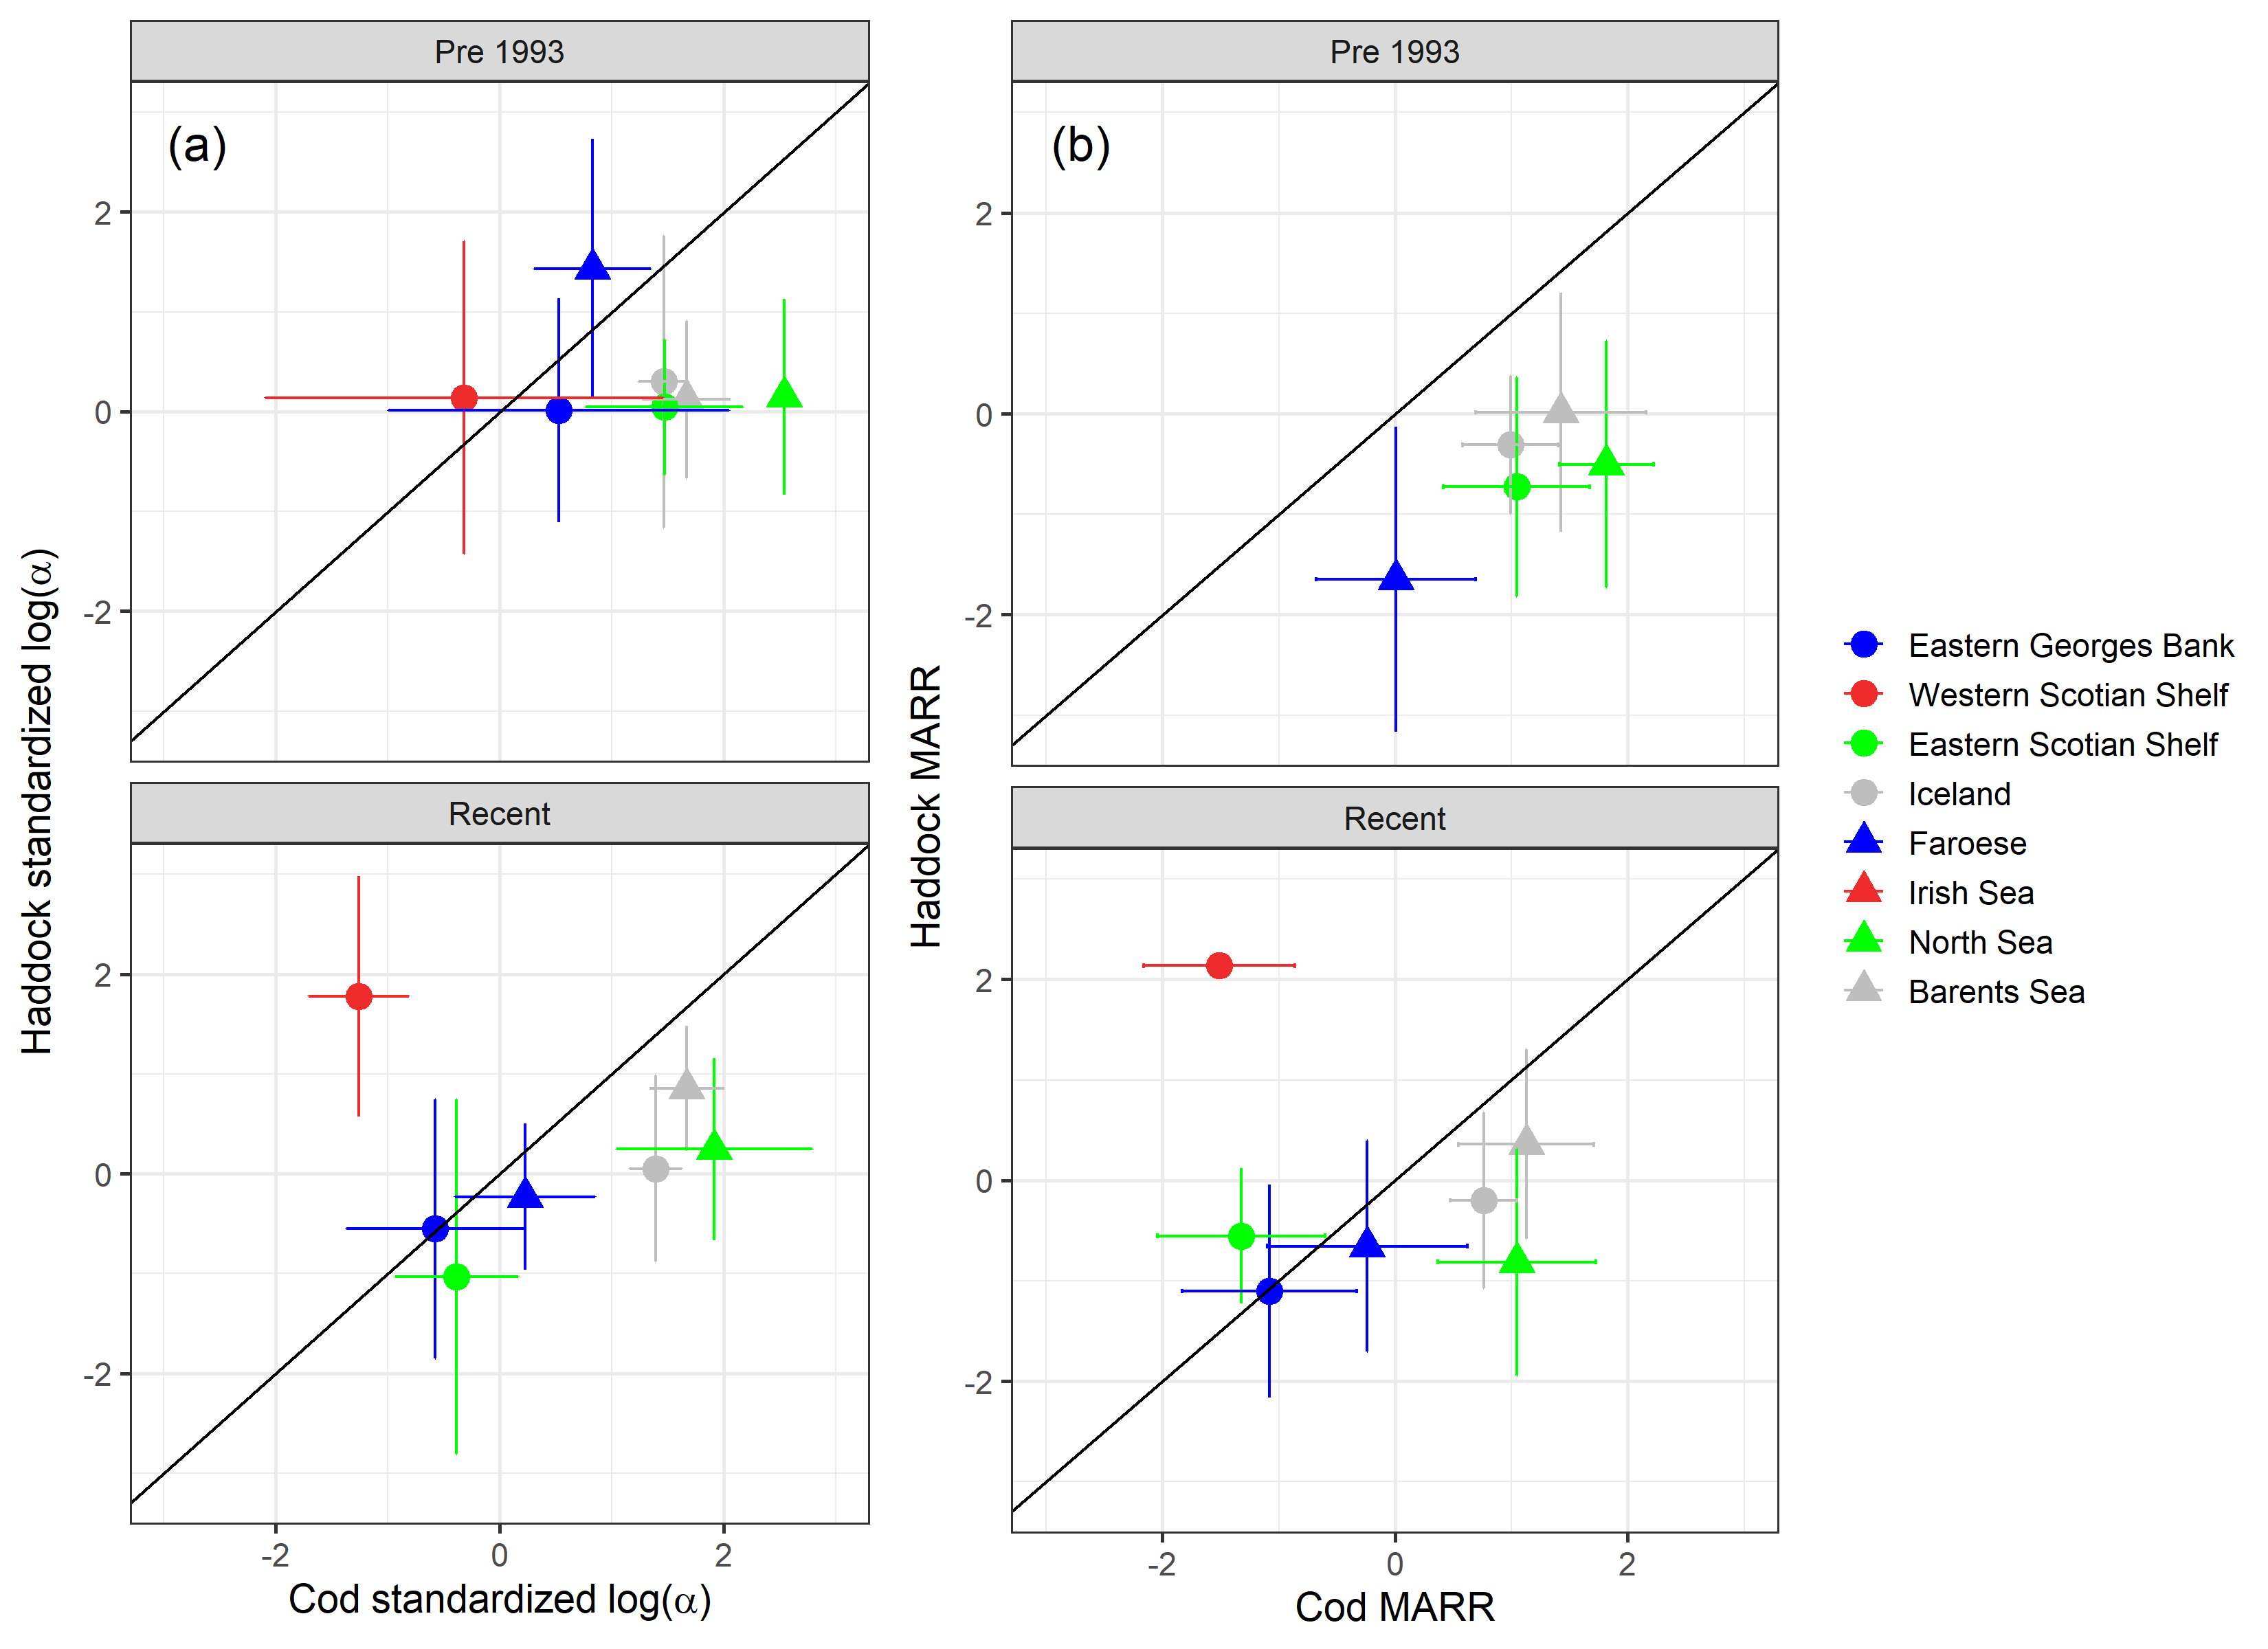 Pre 1993
(a)
2
0
-2
Recent
2
0
-2
-2 0 2
Cod standardized log(α)
Haddock standardized log(α)
Pre 1993
(b)
2
0
-2
Recent
2
0
-2
-2 0 2
Cod MARR
Haddock MARR
Eastern Georges Bank
Western Scotian Shelf
Eastern Scotian Shelf
Iceland
Faroese
Irish Sea
North Sea
Barents Sea